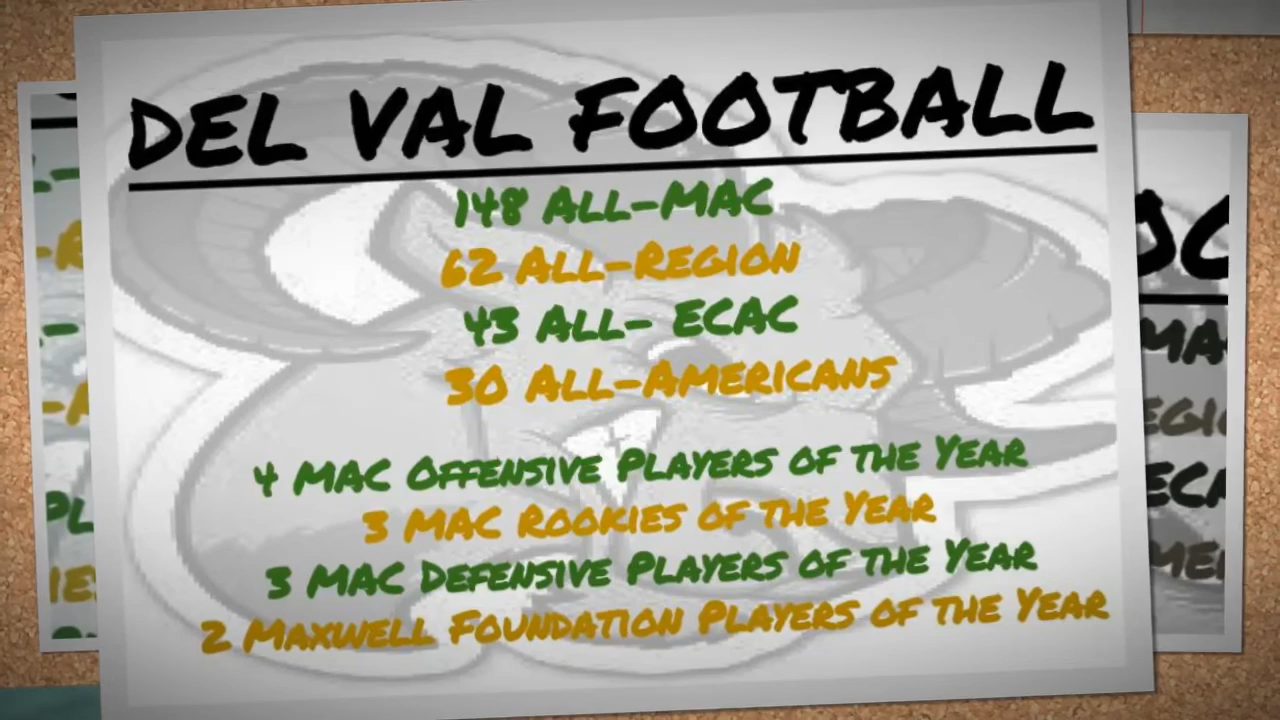 DEL VAL FOOTBALL
148 ALL-MAC
62 ALL-REGION
43 ALL- ECAC
30 ALL-AMERICANS
4 MAC OFFENSIVE PLAYERS OF THE YEAR
3 MAC ROOKIES OF THE YEAR
3 MAC DEFENSIVE PLAYERS OF THE YEAR
2 MAXWELL FOUNDATION PLAYERS OF THE YEAR